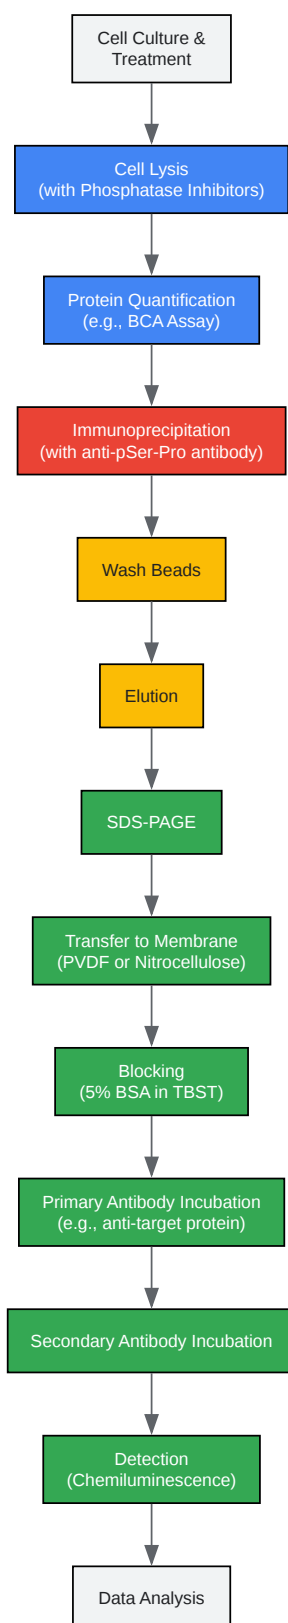 Cell Culture &
Treatment
Cell Lysis
(with Phosphatase Inhibitors)
Protein Quantification
(e.g., BCA Assay)
Immunoprecipitation
(with anti-pSer-Pro antibody)
Wash Beads
Elution
SDS-PAGE
Transfer to Membrane
(PVDF or Nitrocellulose)
Blocking
(5% BSA in TBST)
Primary Antibody Incubation
(e.g., anti-target protein)
Secondary Antibody Incubation
Detection
(Chemiluminescence)
Data Analysis